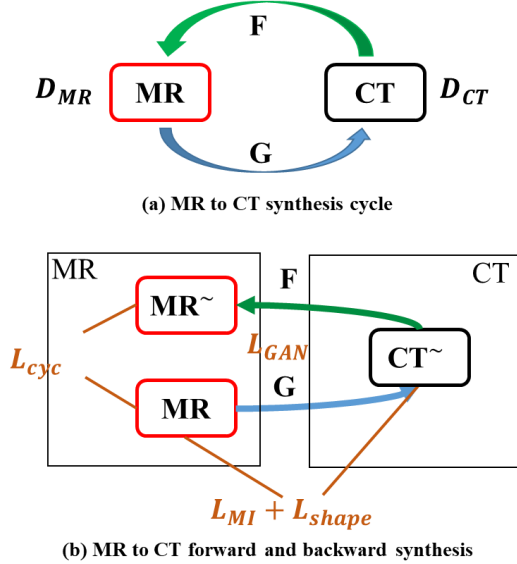 F
D_MR MR CT D_CT
G
(a) MR to CT synthesis cycle
MR CT
F
MR~
L_GAN
CT~
L_cyc
G
MR
L_MI + L_shape
(b) MR to CT forward and backward synthesis